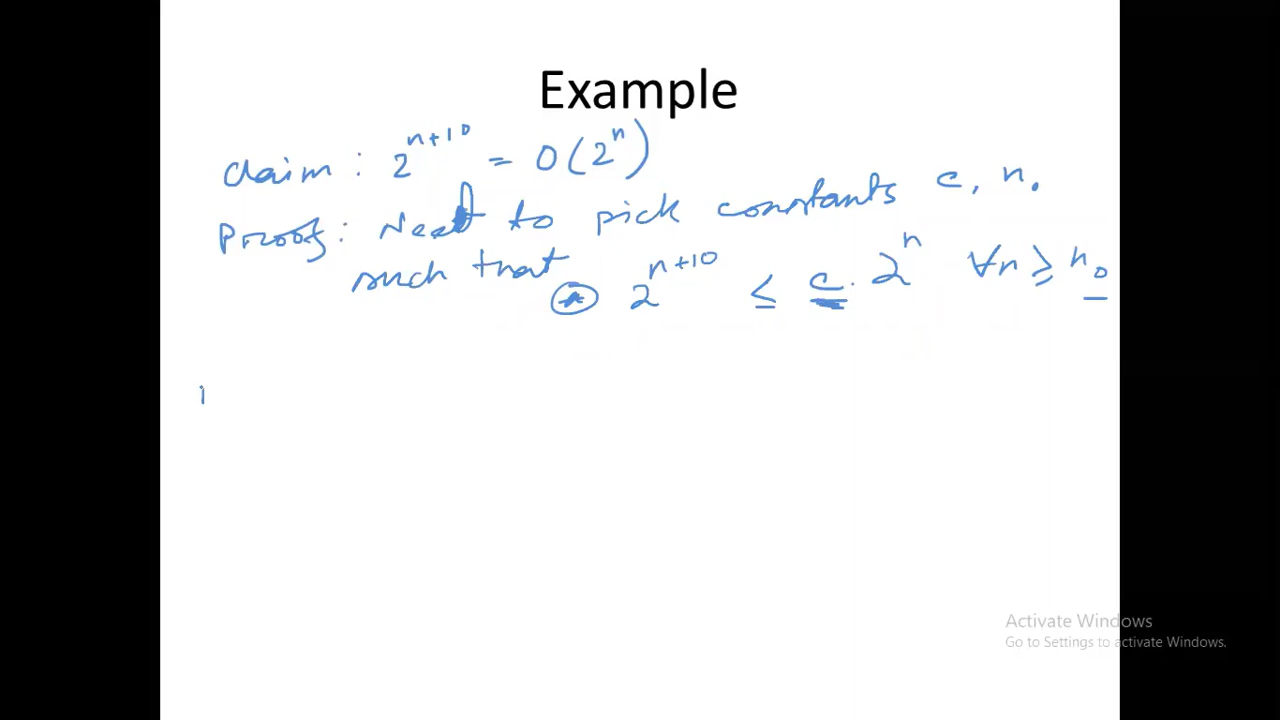 Example
claim : 2^{n+10} = O(2^n)
Proof : Need to pick constants c, n₀
such that
⊛ 2^{n+10} ≤ c · 2^n ∀n ≥ n₀
Activate Windows
Go to Settings to activate Windows.